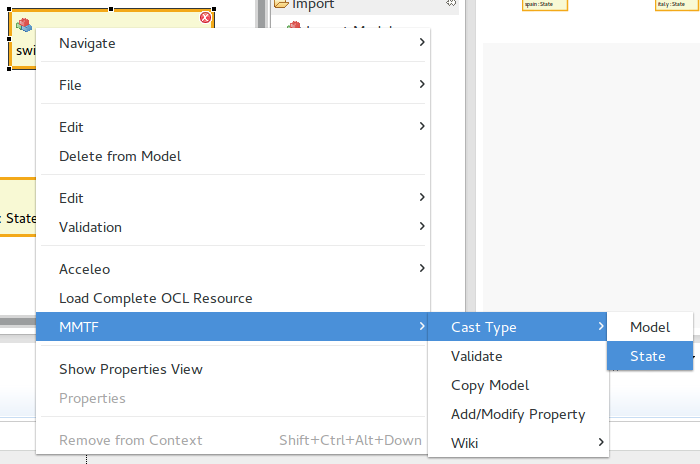 Import
spain :State
italy :State
swi
Navigate
File
Edit
Delete from Model
Edit
: State
Validation
Acceleo
Load Complete OCL Resource
MMTF
Cast Type
Model
Validate
State
Show Properties View
Copy Model
Properties
Add/Modify Property
Remove from Context Shift+Ctrl+Alt+Down
Wiki